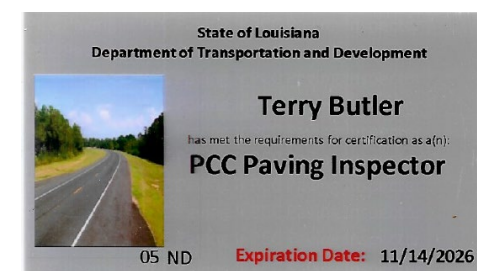 State of Louisiana
Department of Transportation and Development
Terry Butler
has met the requirements for certification as a(n):
PCC Paving Inspector
05 ND
Expiration Date: 11/14/2026